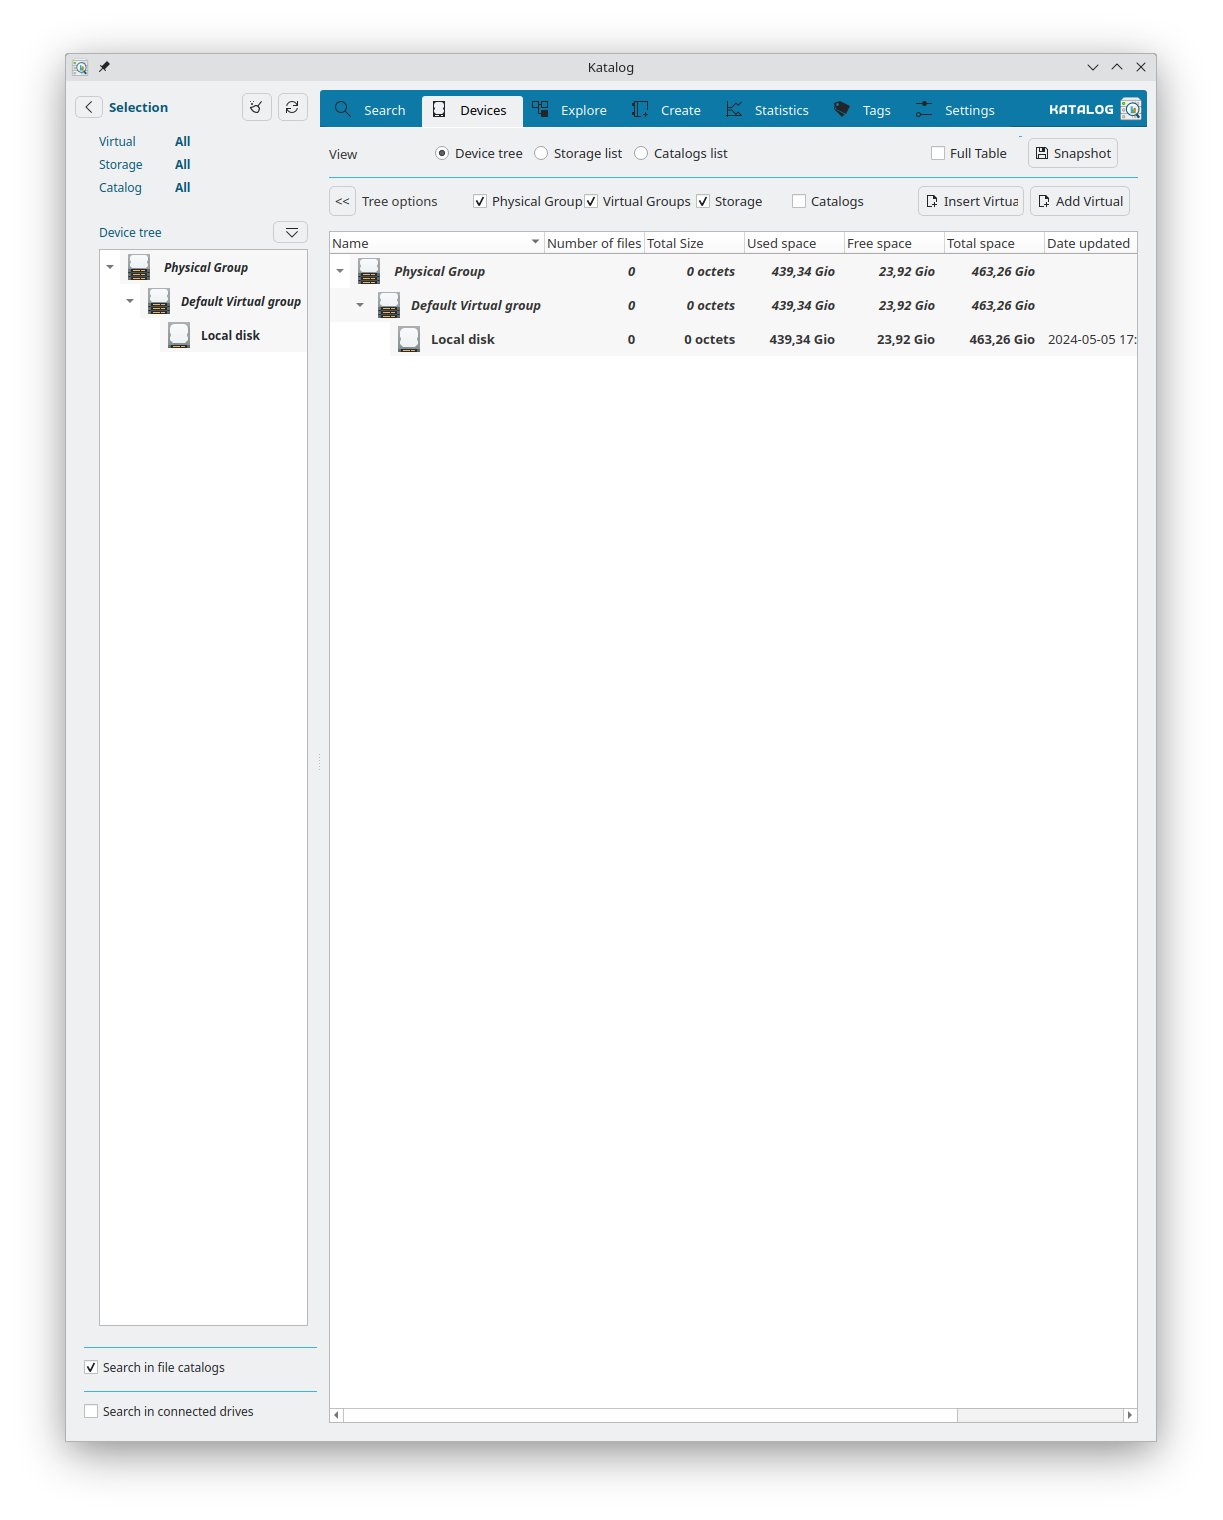 Katalog
Selection
Virtual All
Storage All
Catalog All
Device tree
Physical Group
Default Virtual group
Local disk
Search in file catalogs
Search in connected drives
Search Devices Explore Create Statistics Tags Settings KATALOG
View Device tree Storage list Catalogs list Full Table Snapshot
<< Tree options Physical Group Virtual Groups Storage Catalogs Insert Virtua Add Virtual
Name Number of files Total Size Used space Free space Total space Date updated
Physical Group 0 0 octets 439,34 Gio 23,92 Gio 463,26 Gio
Default Virtual group 0 0 octets 439,34 Gio 23,92 Gio 463,26 Gio
Local disk 0 0 octets 439,34 Gio 23,92 Gio 463,26 Gio 2024-05-05 17: